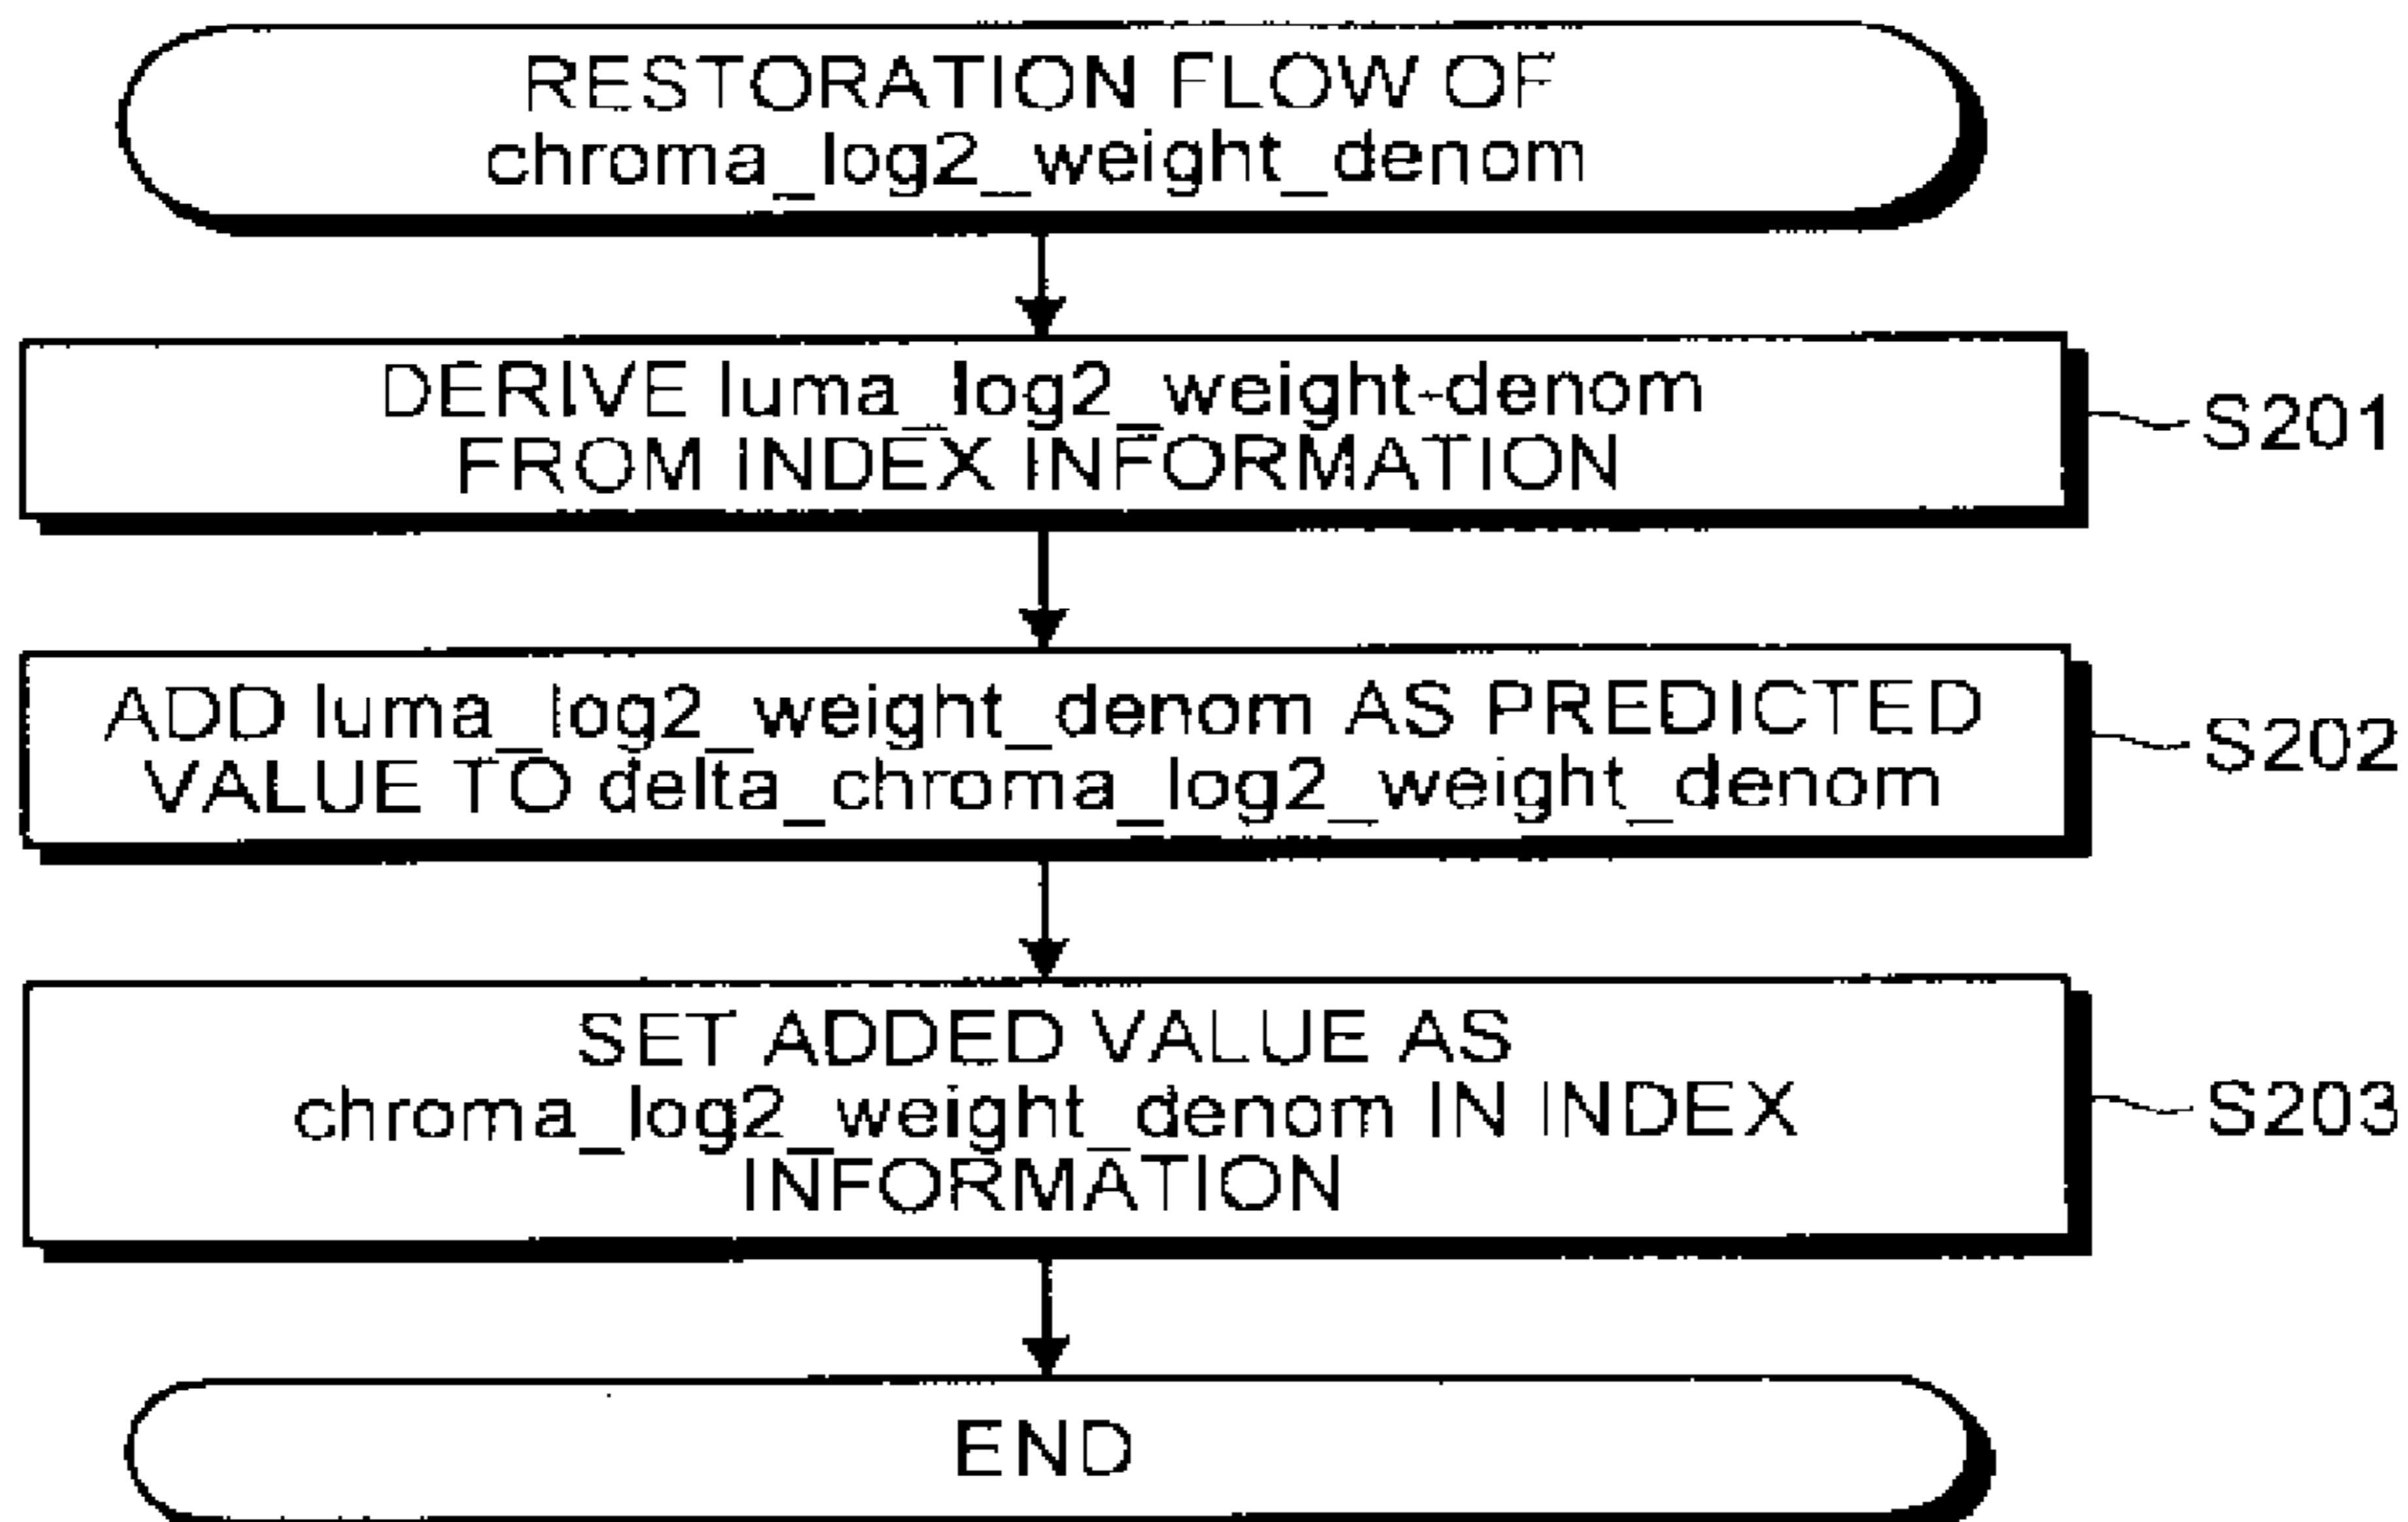 RESTORATION FLOW OF
chroma_log2_weight_denom
DERIVE luma_log2_weight-denom
FROM INDEX INFORMATION
S201
ADD luma_log2_weight_denom AS PREDICTED
VALUE TO delta_chroma_log2_weight_denom
S202
SET ADDED VALUE AS
chroma_log2_weight_denom IN INDEX
INFORMATION
S203
END